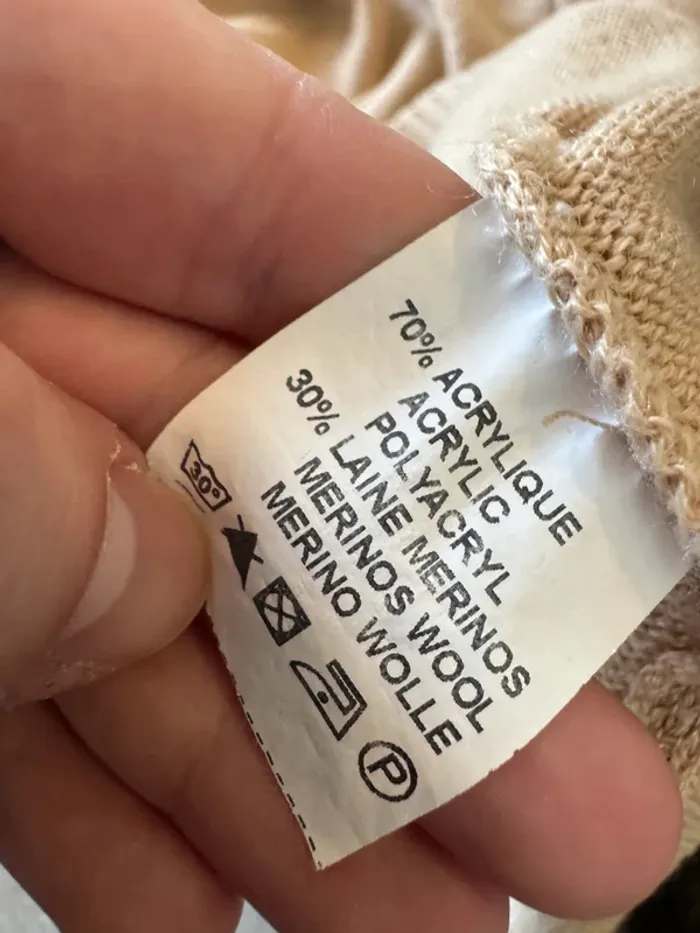 70% ACRYLIQUE
ACRYLIC
POLYACRYL
30% LAINE MERINOS
MERINOS WOOL
MERINO WOLLE
30°
P